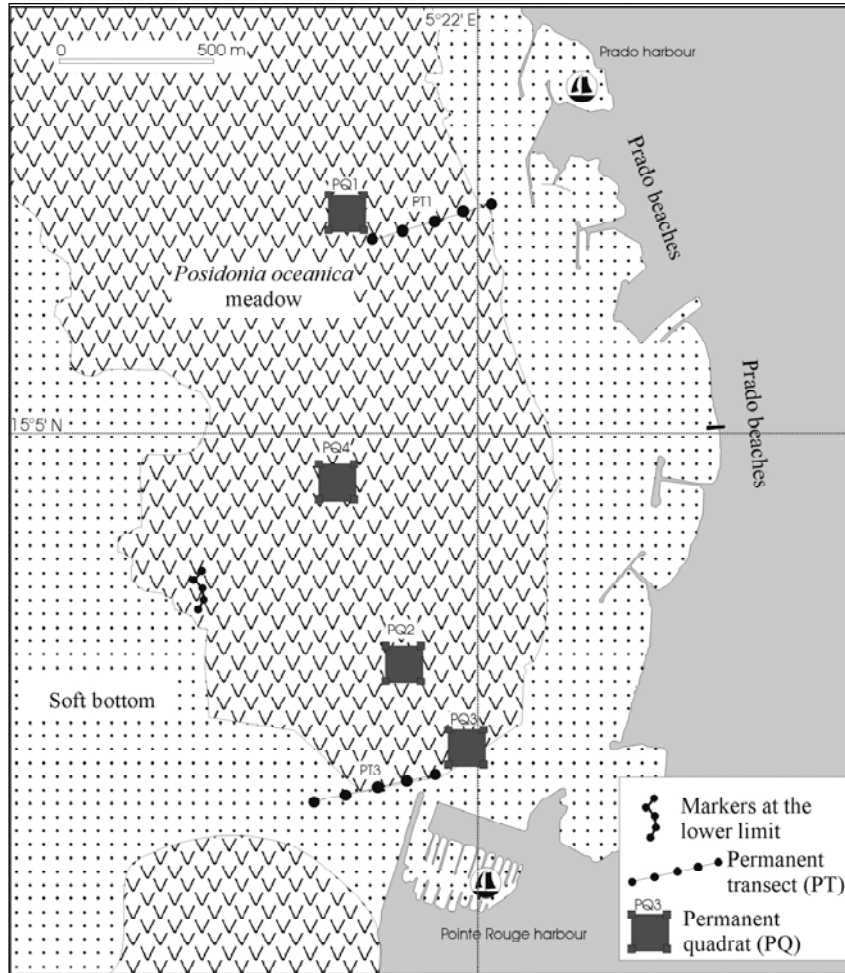 5°22' E
0
500 m
Prado harbour
PQ1
PT1
Prado beaches
Posidonia oceanica
meadow
Prado beaches
15°5' N
PQ4
PQ2
Soft bottom
PQ3
PT3
Pointe Rouge harbour
Markers at the
lower limit
Permanent
transect (PT)
PQ3
Permanent
quadrat (PQ)